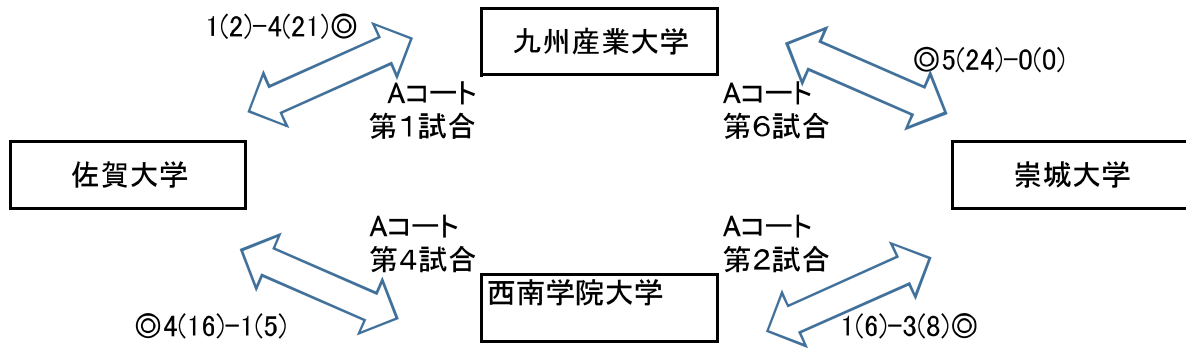 1(2)-4(21)◎
九州産業大学
◎5(24)-0(0)
Aコート
第1試合
Aコート
第6試合
佐賀大学
崇城大学
Aコート
第4試合
Aコート
第2試合
西南学院大学
◎4(16)-1(5)
1(6)-3(8)◎